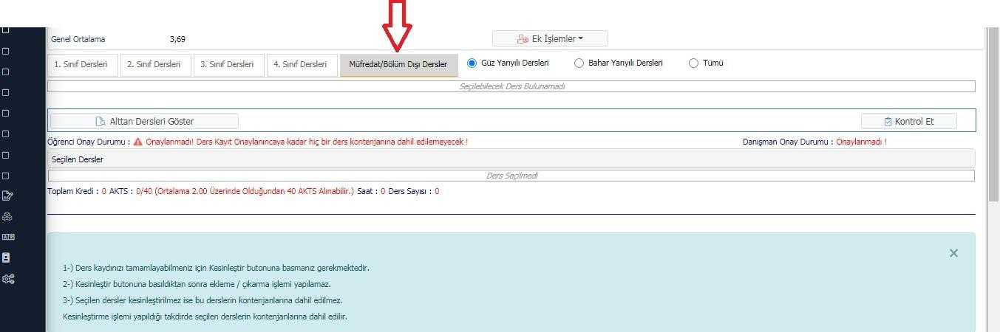 Genel Ortalama 3,69 Ek İşlemler
1. Sınıf Dersleri 2. Sınıf Dersleri 3. Sınıf Dersleri 4. Sınıf Dersleri Müfredat/Bölüm Dışı Dersler Güz Yarıyılı Dersleri Bahar Yarıyılı Dersleri Tümü
Seçilebilecek Ders Bulunamadı
Alttan Dersleri Göster Kontrol Et
Öğrenci Onay Durumu : Onaylanmadı! Ders Kayıt Onaylanıncaya kadar hiç bir ders kontenjanına dahil edilemeyecek ! Danışman Onay Durumu : Onaylanmadı !
Seçilen Dersler
Ders Seçilmedi
Toplam Kredi : 0 AKTS : 0/40 (Ortalama 2.00 Üzerinde Olduğundan 40 AKTS Alınabilir.) Saat : 0 Ders Sayısı : 0
1-) Ders kaydınızı tamamlayabilmeniz için Kesinleştir butonuna basmanız gerekmektedir.
2-) Kesinleştir butonuna basıldıktan sonra ekleme / çıkarma işlemi yapılamaz.
3-) Seçilen dersler kesinleştirilmez ise bu derslerin kontenjanlarına dahil edilmez.
Kesinleştirme işlemi yapıldığı takdirde seçilen derslerin kontenjanlarına dahil edilir.